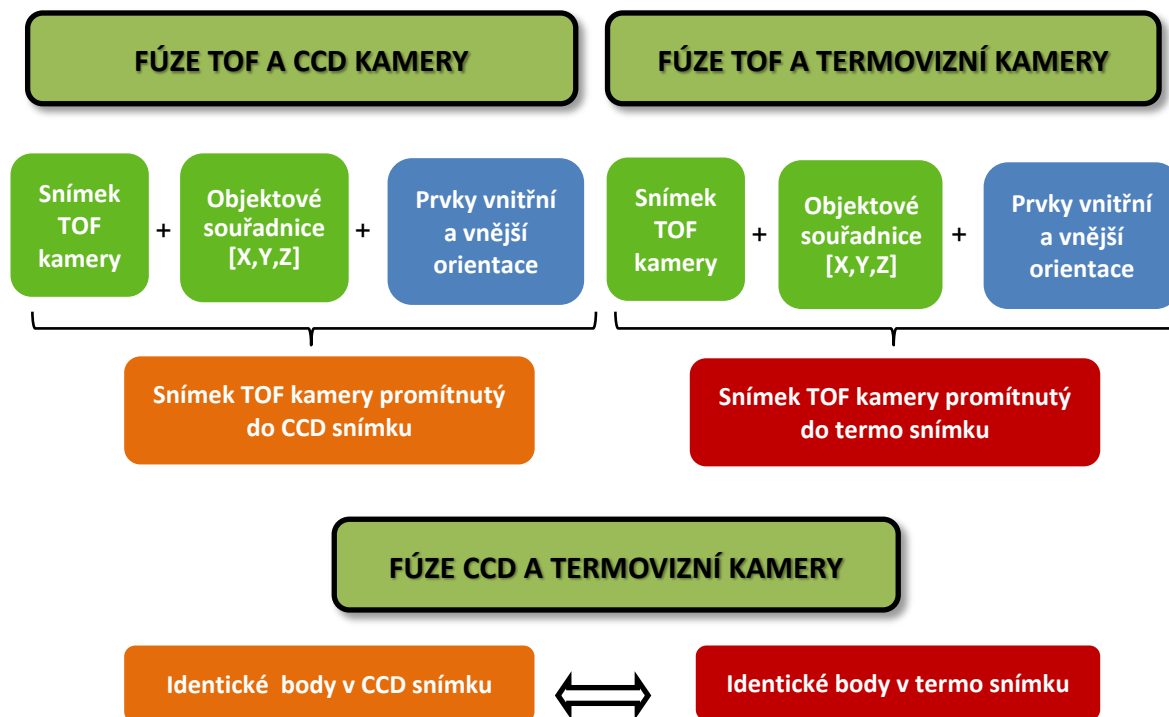 FÚZE TOF A CCD KAMERY
FÚZE TOF A TERMOVIZNÍ KAMERY
Snímek
TOF
kamery
+
Objektové
souřadnice
[X,Y,Z]
+
Prvky vnitřní
a vnější
orientace
Snímek
TOF
kamery
+
Objektové
souřadnice
[X,Y,Z]
+
Prvky vnitřní
a vnější
orientace
Snímek TOF kamery promítnutý
do CCD snímku
Snímek TOF kamery promítnutý
do termo snímku
FÚZE CCD A TERMOVIZNÍ KAMERY
Identické body v CCD snímku
Identické body v termo snímku